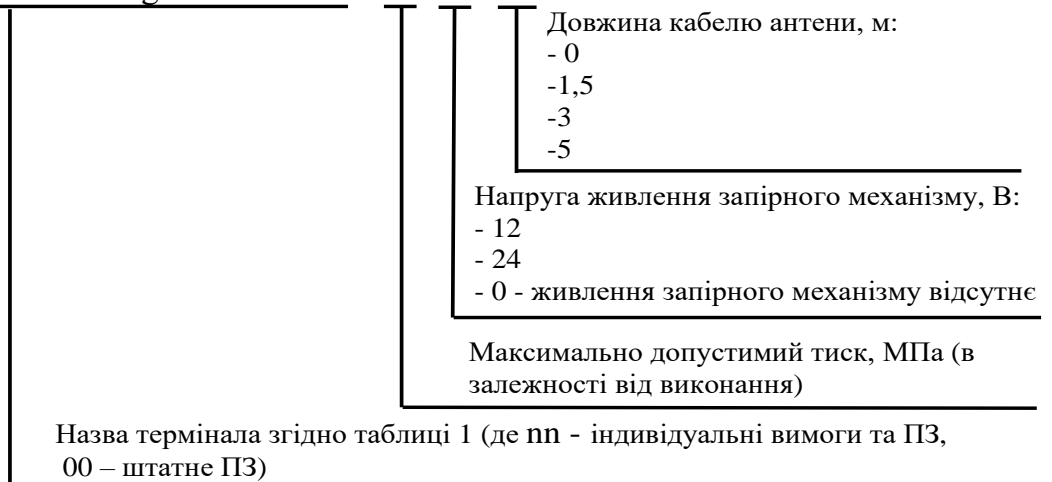 Довжина кабелю антени, м:
- 0
-1,5
-3
-5
Напруга живлення запірного механізму, В:
- 12
- 24
- 0 - живлення запірного механізму відсутнє
Максимально допустимий тиск, МПа (в
залежності від виконання)
Назва термінала згідно таблиці 1 (де nn - індивідуальні вимоги та ПЗ,
00 – штатне ПЗ)